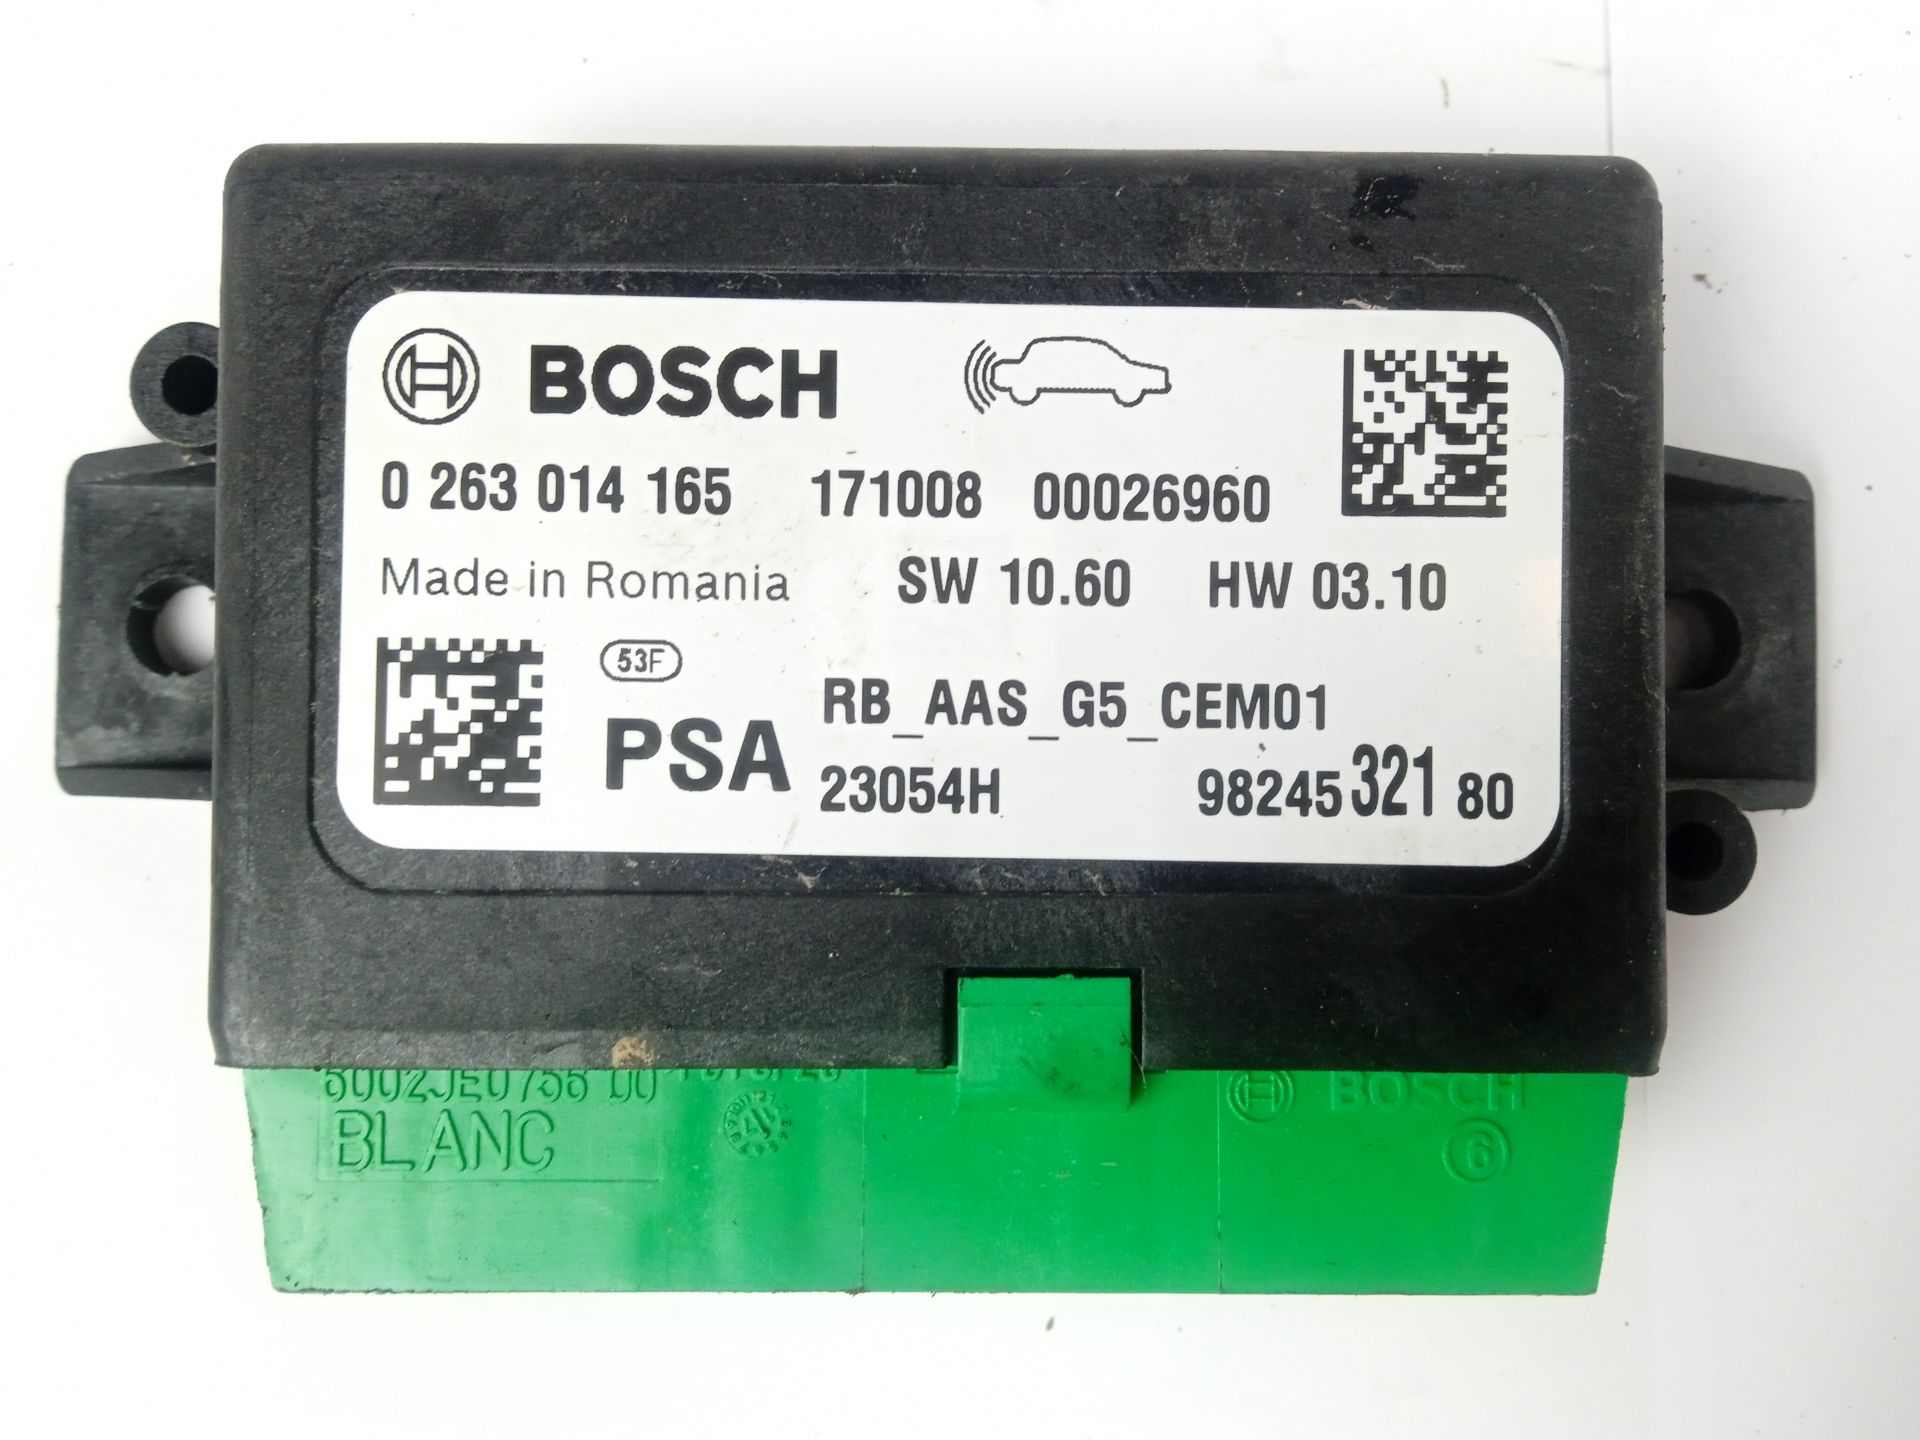 BOSCH
0 263 014 165 171008 00026960
Made in Romania SW 10.60 HW 03.10
53F
RB_AAS_G5_CEM01
PSA
23054H 98245 321 80
BOSCH
BLANC
6